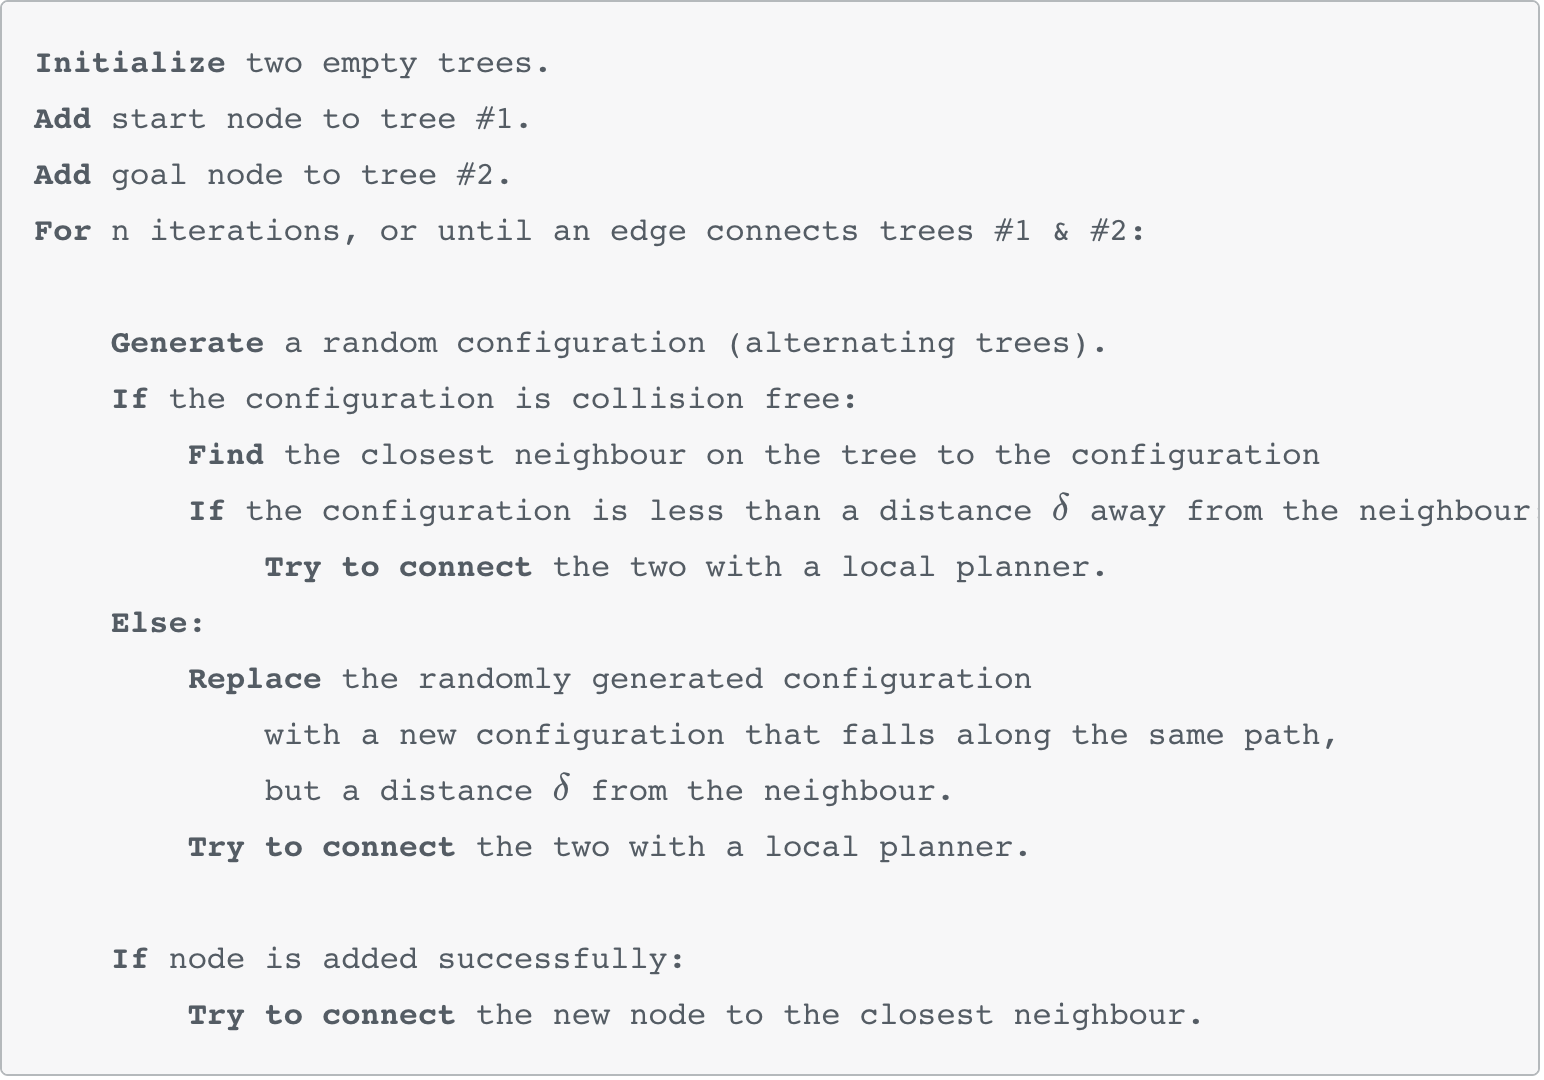 Initialize two empty trees.
Add start node to tree #1.
Add goal node to tree #2.
For n iterations, or until an edge connects trees #1 & #2:
Generate a random configuration (alternating trees).
If the configuration is collision free:
Find the closest neighbour on the tree to the configuration
If the configuration is less than a distance δ away from the neighbour
Try to connect the two with a local planner.
Else:
Replace the randomly generated configuration
with a new configuration that falls along the same path,
but a distance δ from the neighbour.
Try to connect the two with a local planner.
If node is added successfully:
Try to connect the new node to the closest neighbour.